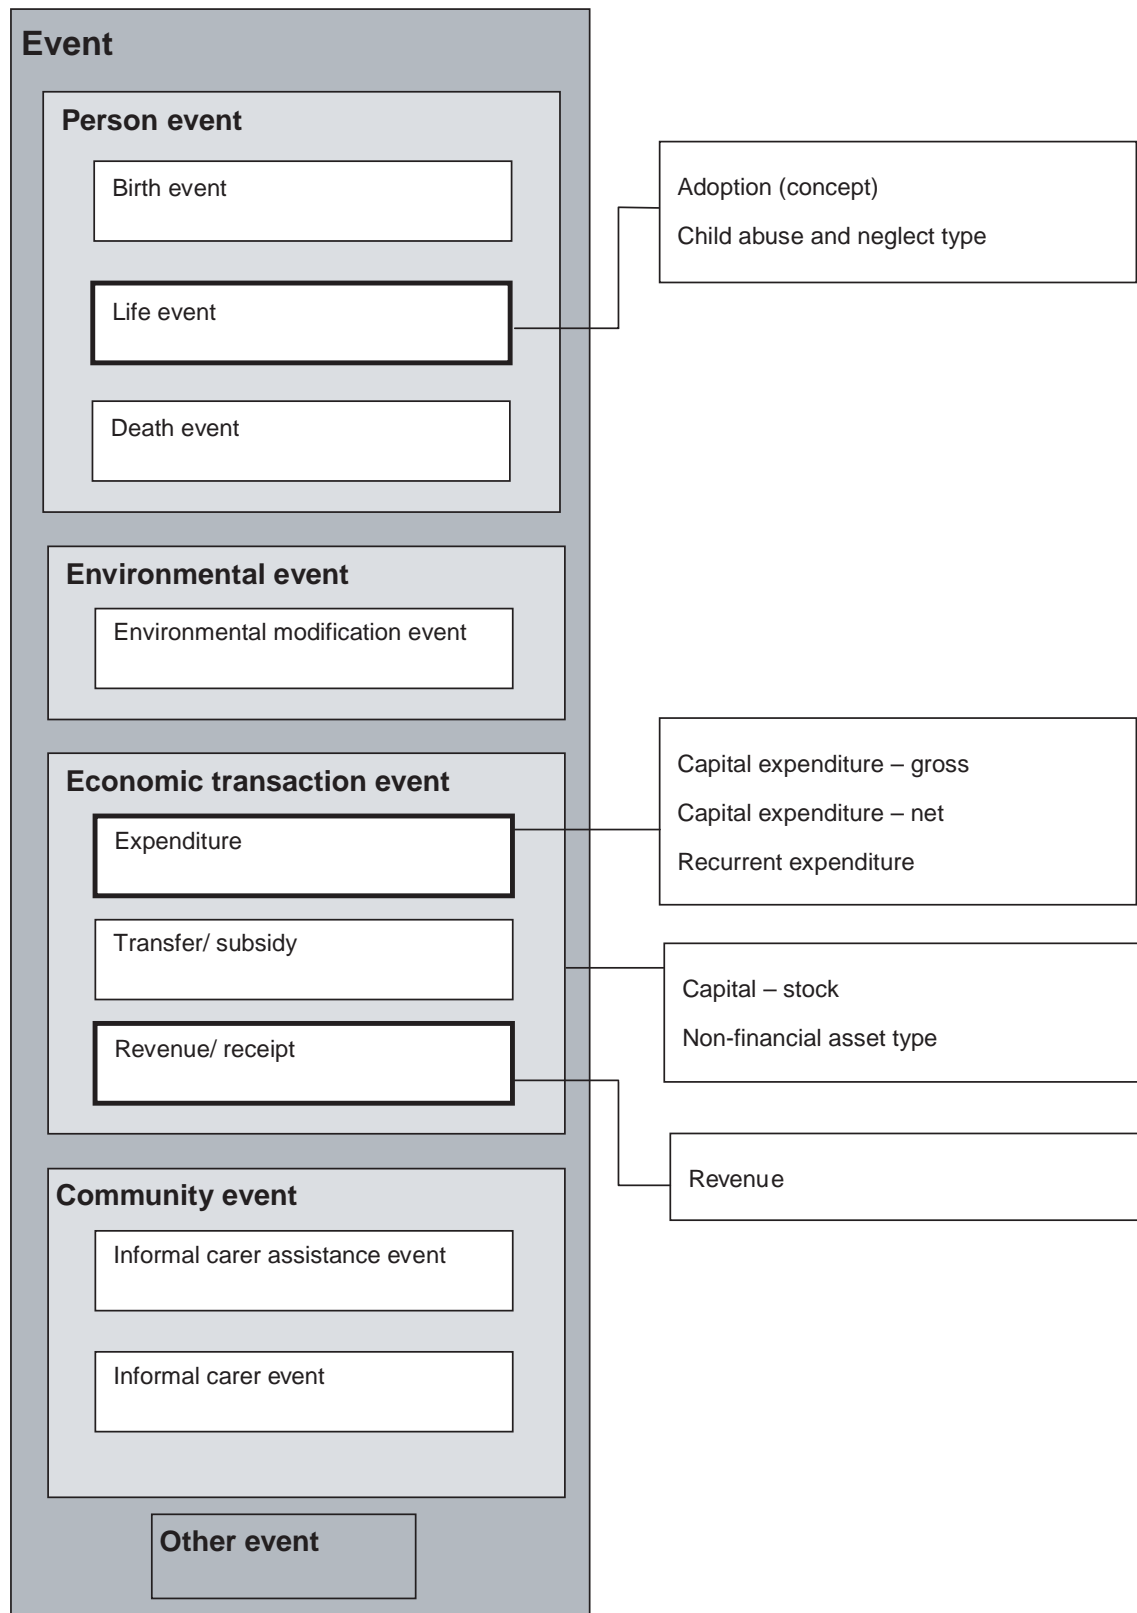 Event
Person event
Birth event
Life event
Death event
Adoption (concept)
Child abuse and neglect type
Environmental event
Environmental modification event
Economic transaction event
Expenditure
Transfer/ subsidy
Revenue/ receipt
Capital expenditure – gross
Capital expenditure – net
Recurrent expenditure
Capital – stock
Non-financial asset type
Revenue
Community event
Informal carer assistance event
Informal carer event
Other event